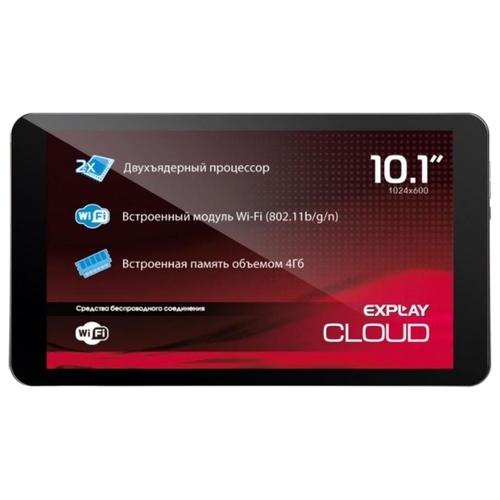 2X
Двухъядерный процессор
10.1"
1024x600
WiFi
Встроенный модуль Wi-Fi (802.11b/g/n)
Встроенная память объемом 4Гб
Средства беспроводного соединения
WiFi
EXPLAY
CLOUD